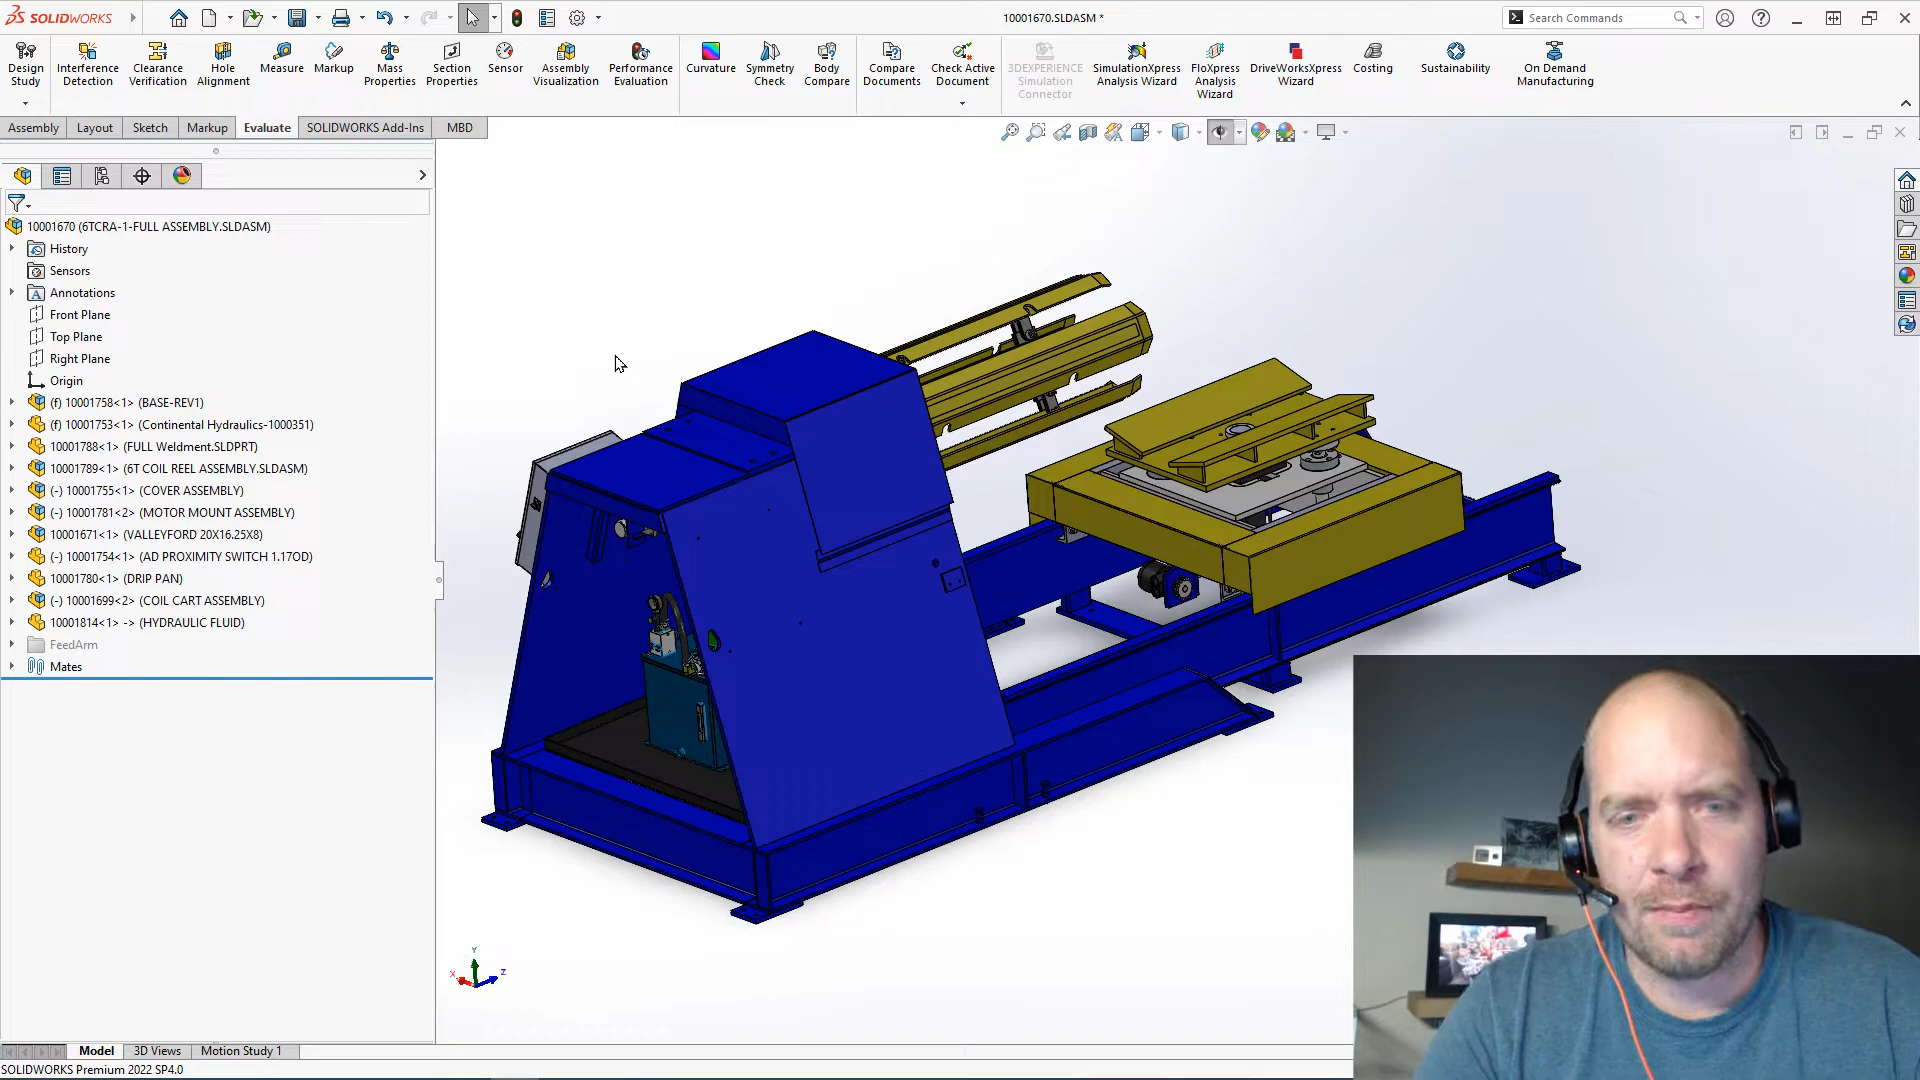 SOLIDWORKS
10001670.SLDASM *
Search Commands
Design Study
Interference Detection
Clearance Verification
Hole Alignment
Measure
Markup
Mass Properties
Section Properties
Sensor
Assembly Visualization
Performance Evaluation
Curvature
Symmetry Check
Body Compare
Compare Documents
Check Active Document
3DEXPERIENCE Simulation Connector
SimulationXpress Analysis Wizard
FloXpress Analysis Wizard
DriveWorksXpress Wizard
Costing
Sustainability
On Demand Manufacturing
Assembly
Layout
Sketch
Markup
Evaluate
SOLIDWORKS Add-Ins
MBD
10001670 (6TCRA-1-FULL ASSEMBLY.SLDASM)
History
Sensors
Annotations
Front Plane
Top Plane
Right Plane
Origin
(f) 10001758<1> (BASE-REV1)
(f) 10001753<1> (Continental Hydraulics-1000351)
10001788<1> (FULL Weldment.SLDPRT)
10001789<1> (6T COIL REEL ASSEMBLY.SLDASM)
(-) 10001755<1> (COVER ASSEMBLY)
(-) 10001781<2> (MOTOR MOUNT ASSEMBLY)
10001671<1> (VALLEYFORD 20X16.25X8)
(-) 10001754<1> (AD PROXIMITY SWITCH 1.17OD)
10001780<1> (DRIP PAN)
(-) 10001699<2> (COIL CART ASSEMBLY)
10001814<1> -> (HYDRAULIC FLUID)
FeedArm
Mates
Y
X
Z
Model
3D Views
Motion Study 1
SOLIDWORKS Premium 2022 SP4.0